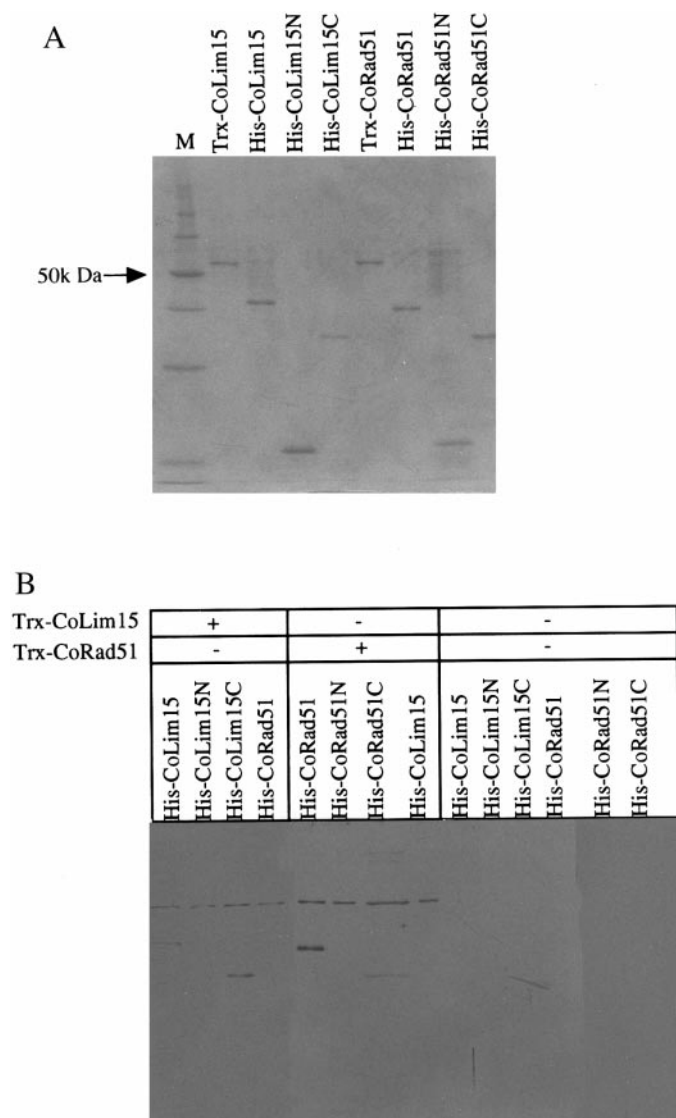 A
M
Trx-CoLim15
His-CoLim15
His-CoLim15N
His-CoLim15C
Trx-CoRad51
His-CoRad51
His-CoRad51N
His-CoRad51C
50k Da
B
Trx-CoLim15 + - -
Trx-CoRad51 - + -
His-CoLim15
His-CoLim15N
His-CoLim15C
His-CoRad51
His-CoRad51
His-CoRad51N
His-CoRad51C
His-CoLim15
His-CoLim15
His-CoLim15N
His-CoLim15C
His-CoRad51
His-CoRad51N
His-CoRad51C